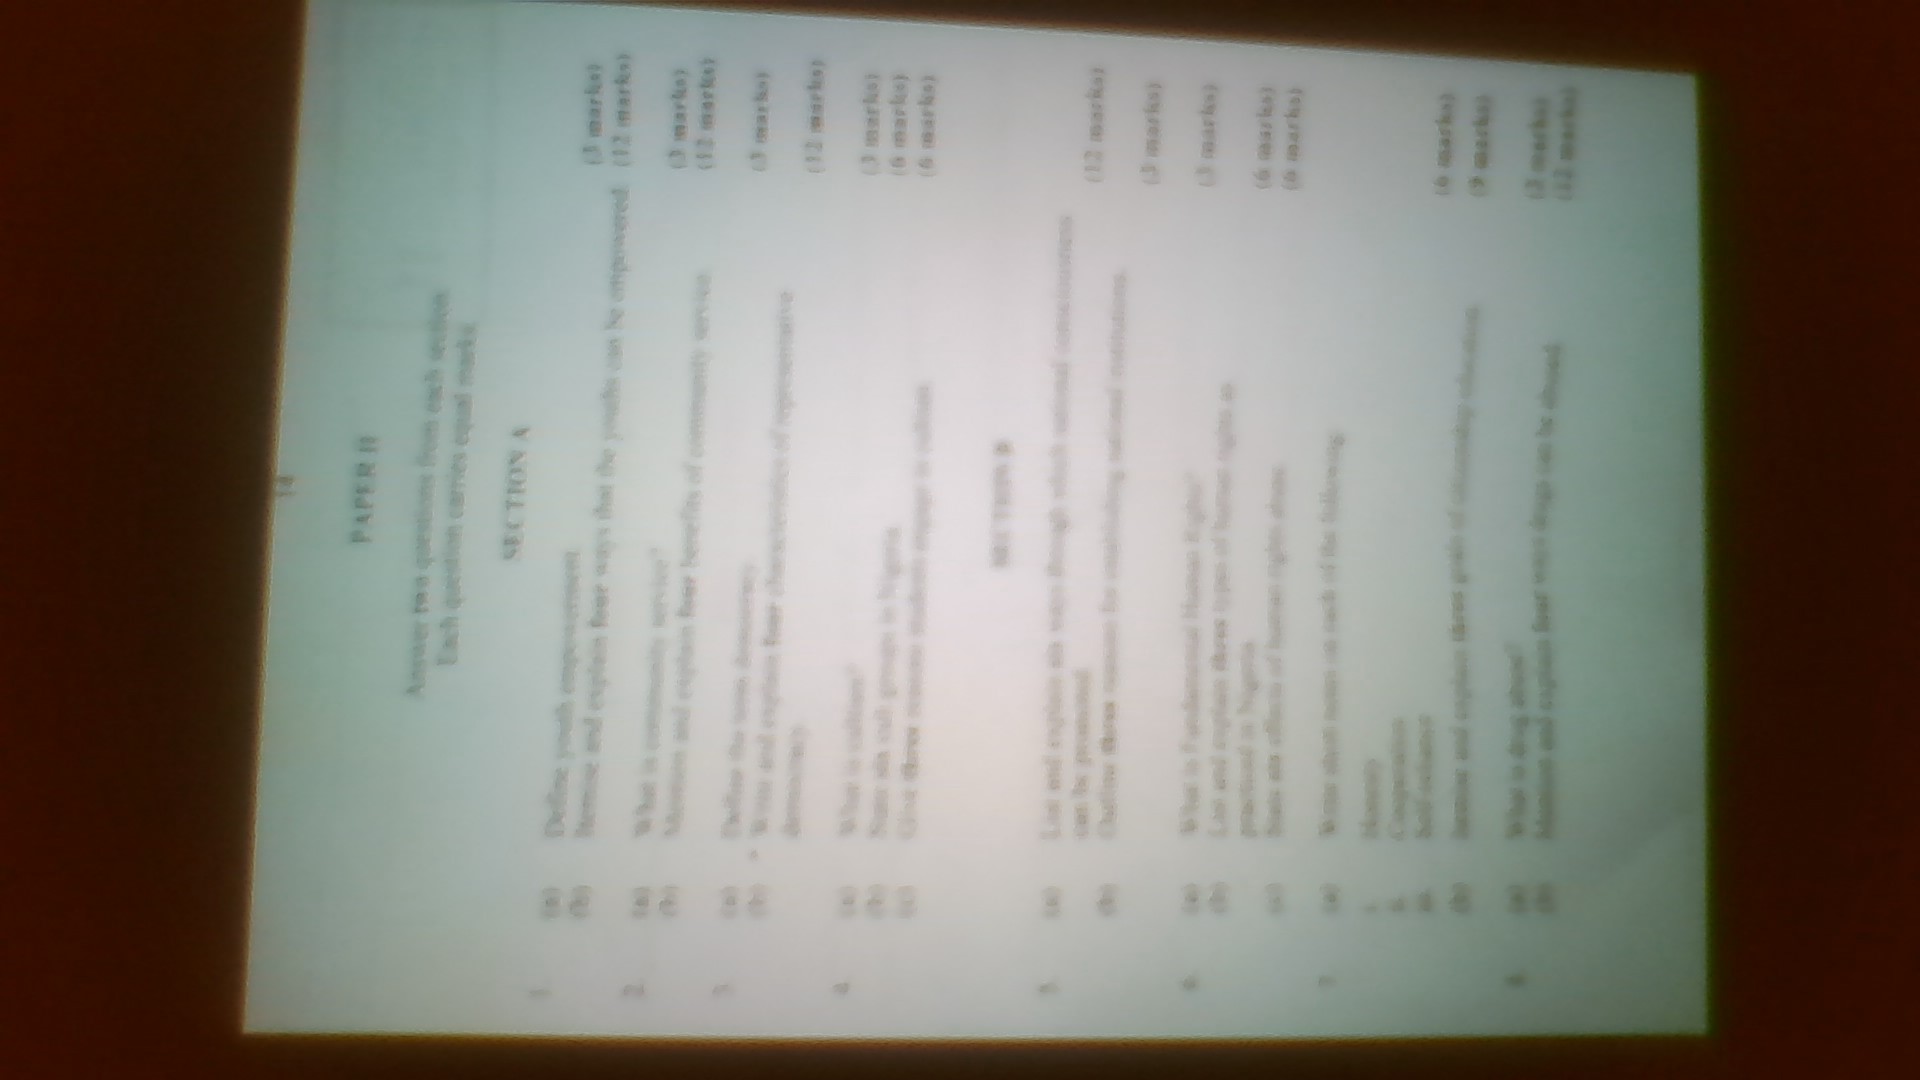 14
PAPER II
Answer two questions from each section
Each question carries equal marks
SECTION A
1. (a) Define youth empowerment (3 marks)
(b) Itemise and explain four ways that the youths can be empowered (12 marks)
2. (a) What is community service? (3 marks)
(b) Mention and explain four benefits of community service (12 marks)
3. (a) Define the term democracy (3 marks)
(b) Write and explain four characteristics of representative
democracy (12 marks)
4. (a) What is cultism? (3 marks)
(b) Name six cult groups in Nigeria (6 marks)
(c) Give three reasons students engage in cultism (6 marks)
SECTION B
5. (a) List and explain six ways through which national consciousness
can be promoted (12 marks)
(b) Outline three reasons for establishing national
(3 marks)
6. (a) What is Fundamental Human Rights? (3 marks)
(b) List and explain three types of human rights as
practised in Nigeria (6 marks)
(c) State six effects of human rights abuse (6 marks)
7. (a) Write short notes on each of the following:
i. Honesty
ii.
iii. (6 marks)
(b) and explain three goals of citizenship education (9 marks)
8. (a) What is drug abuse? (3 marks)
(b) Mention and explain four ways drugs can be abused (12 marks)